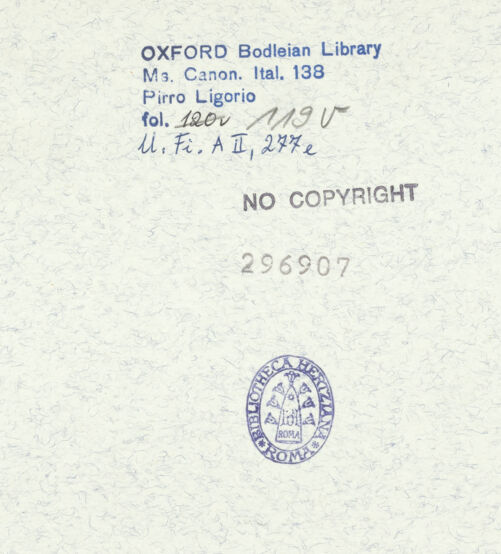 OXFORD Bodleian Library
Ms. Canon. Ital. 138
Pirro Ligorio
fol. 120v 119v
U. Fi. A II, 277e
NO COPYRIGHT
296907
BIBLIOTHECA HERTZIANA
ROMA
* ROMA *